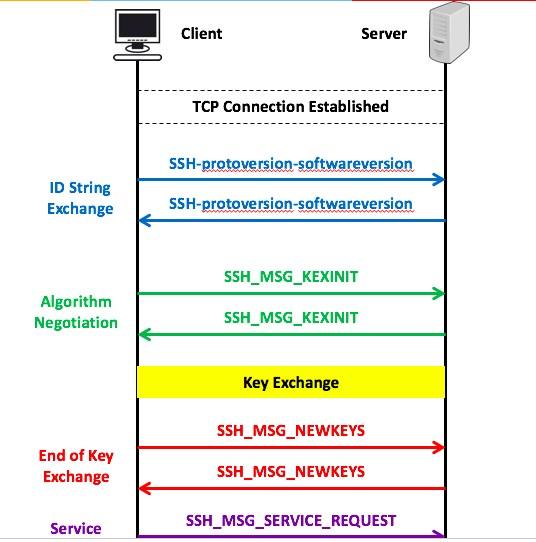 Client
Server
TCP Connection Established
SSH-protoversion-softwareversion
ID String
Exchange
SSH-protoversion-softwareversion
SSH_MSG_KEXINIT
Algorithm
Negotiation
SSH_MSG_KEXINIT
Key Exchange
SSH_MSG_NEWKEYS
End of Key
Exchange
SSH_MSG_NEWKEYS
SSH_MSG_SERVICE_REQUEST
Service